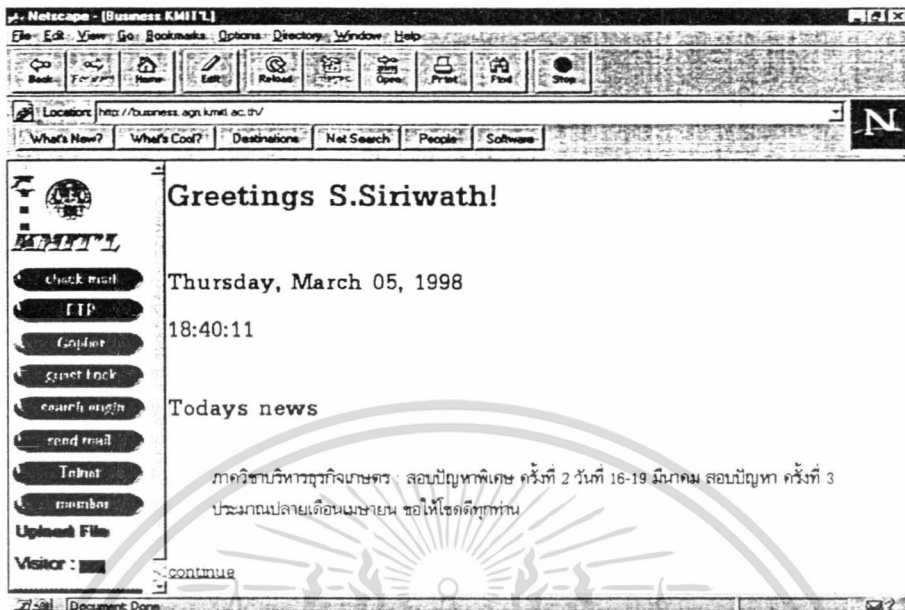 Netscape - [Business KMIT'L]
File Edit View Go Bookmarks Options Directory Window Help
Back Forward Home Edit Reload Open Print Find Stop
Location: http://business.agri.kmitl.ac.th/
What's New? What's Cool? Destinations Net Search People Software
N
KMIT'L
check mail
FTP
Gopher
guest book
search engin
send mail
Telnet
member
Upload File
Visitor :
Greetings S.Siriwath!
Thursday, March 05, 1998
18:40:11
Todays news
ภาควิชาบริหารธุรกิจเกษตร : สอบปัญหาพิเศษ ครั้งที่ 2 วันที่ 16-19 มีนาคม สอบปัญหา ครั้งที่ 3
ประมาณปลายเดือนเมษายน ขอให้โชคดีทุกท่าน
continue
Document: Done